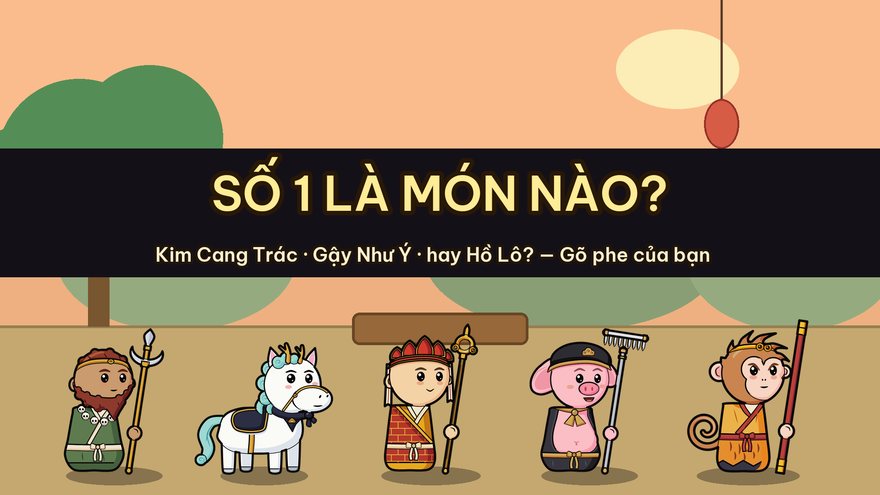 SỐ 1 LÀ MÓN NÀO?
Kim Cang Trác · Gậy Như Ý · hay Hồ Lô? — Gõ phe của bạn